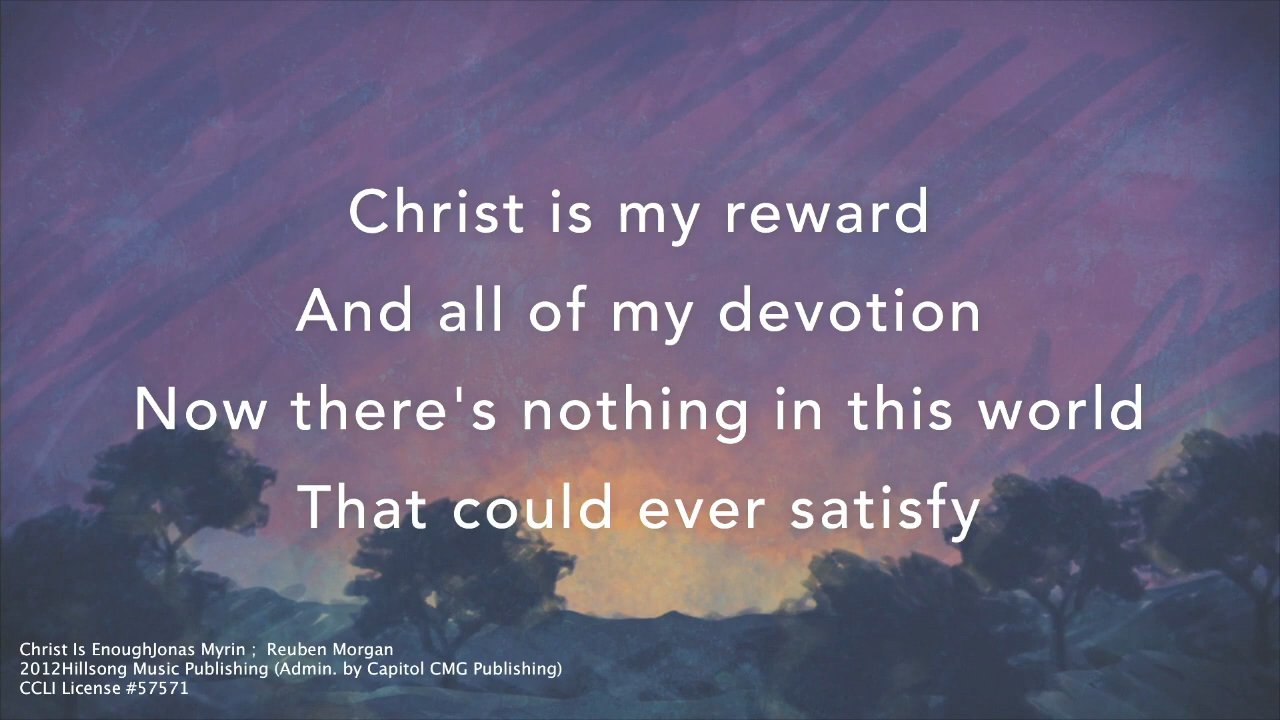 Christ is my reward
And all of my devotion
Now there's nothing in this world
That could ever satisfy
Christ Is EnoughJonas Myrin ;  Reuben Morgan
2012Hillsong Music Publishing (Admin. by Capitol CMG Publishing)
CCLI License #57571